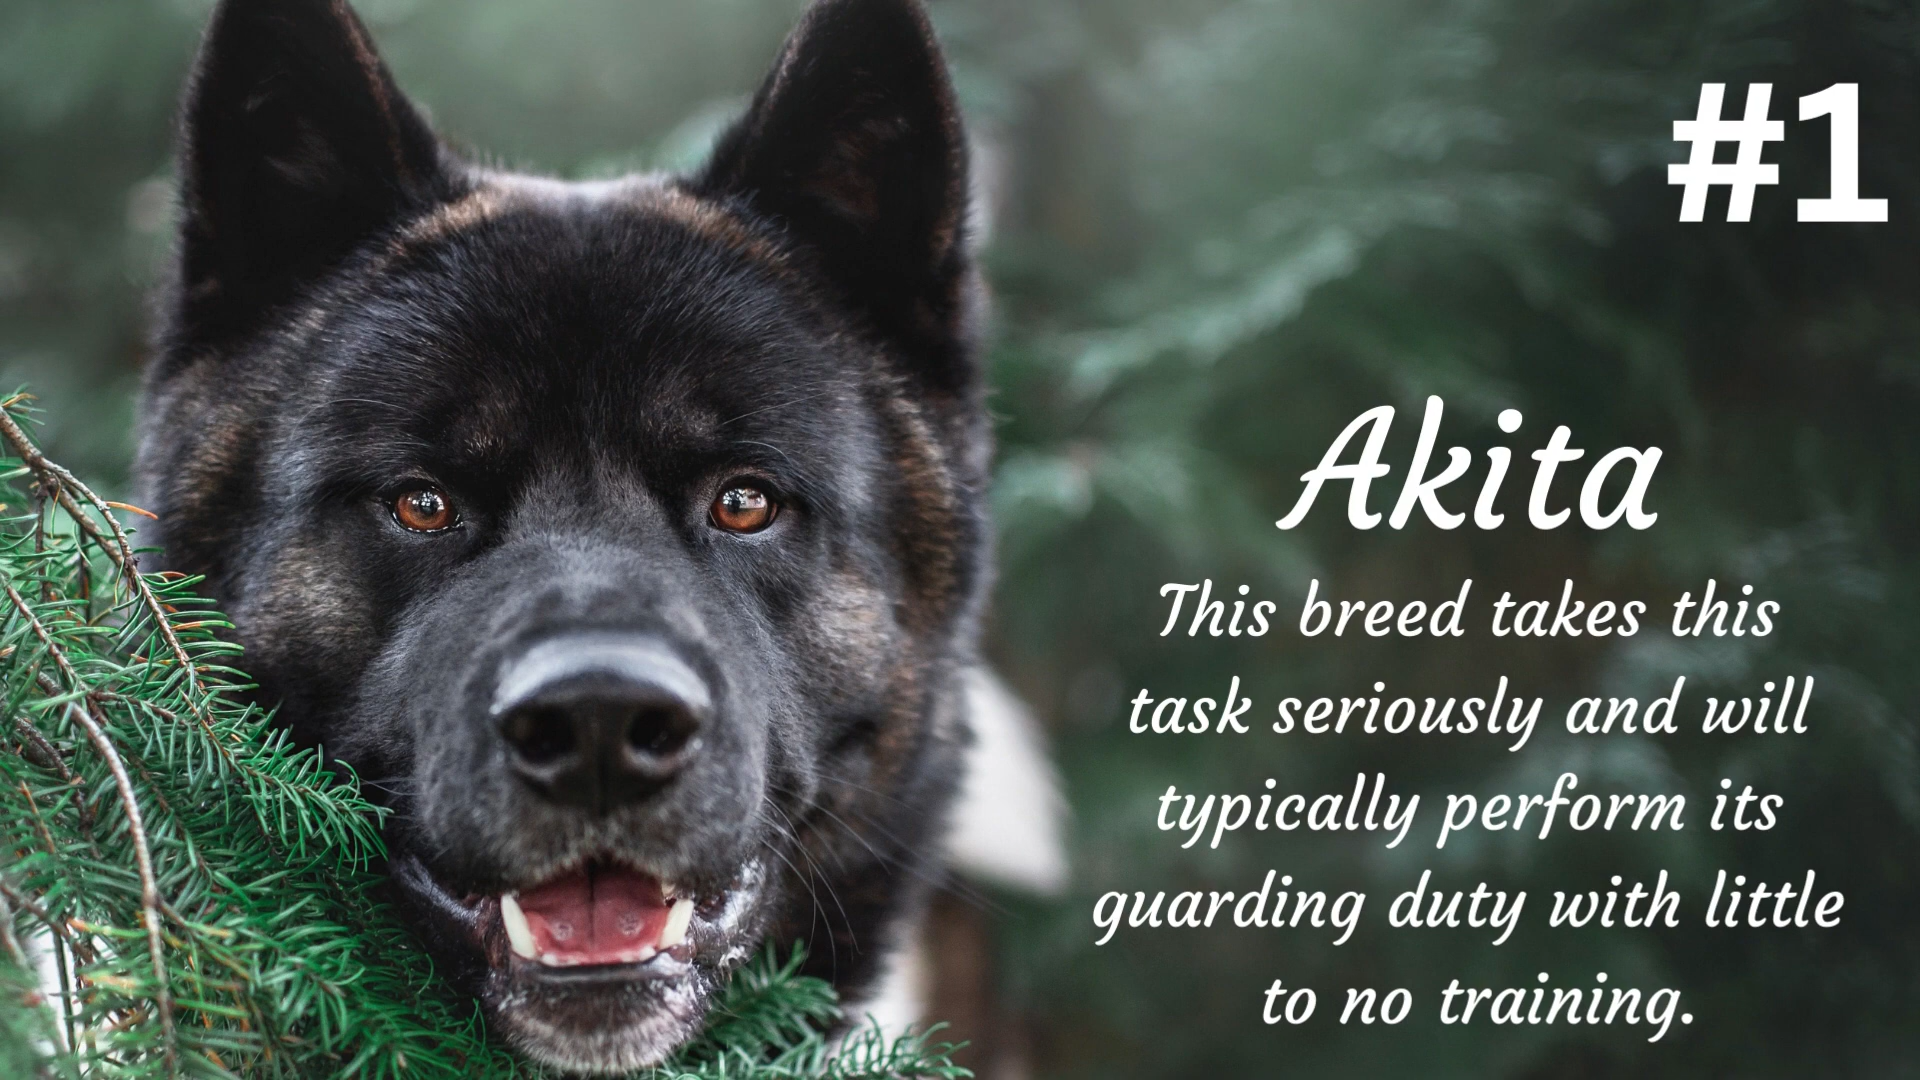 #1
Akita
This breed takes this
task seriously and will
typically perform its
guarding duty with little
to no training.